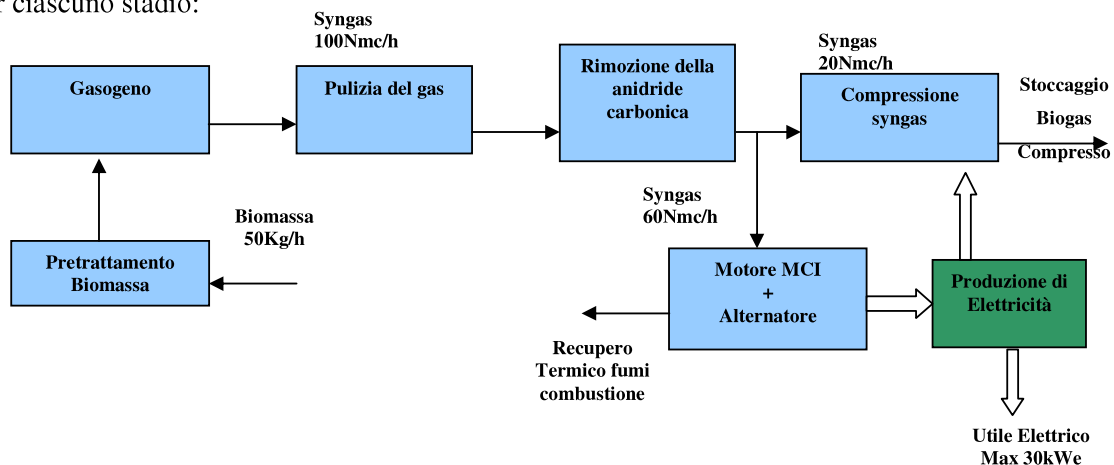 r ciascuno stadio:
Syngas
100Nmc/h
Gasogeno
Pulizia del gas
Rimozione della
anidride
carbonica
Syngas
20Nmc/h
Compressione
syngas
Stoccaggio
Biogas
Compresso
Biomassa
50Kg/h
Pretrattamento
Biomassa
Syngas
60Nmc/h
Motore MCI
+
Alternatore
Produzione di
Elettricità
Recupero
Termico fumi
combustione
Utile Elettrico
Max 30kWe